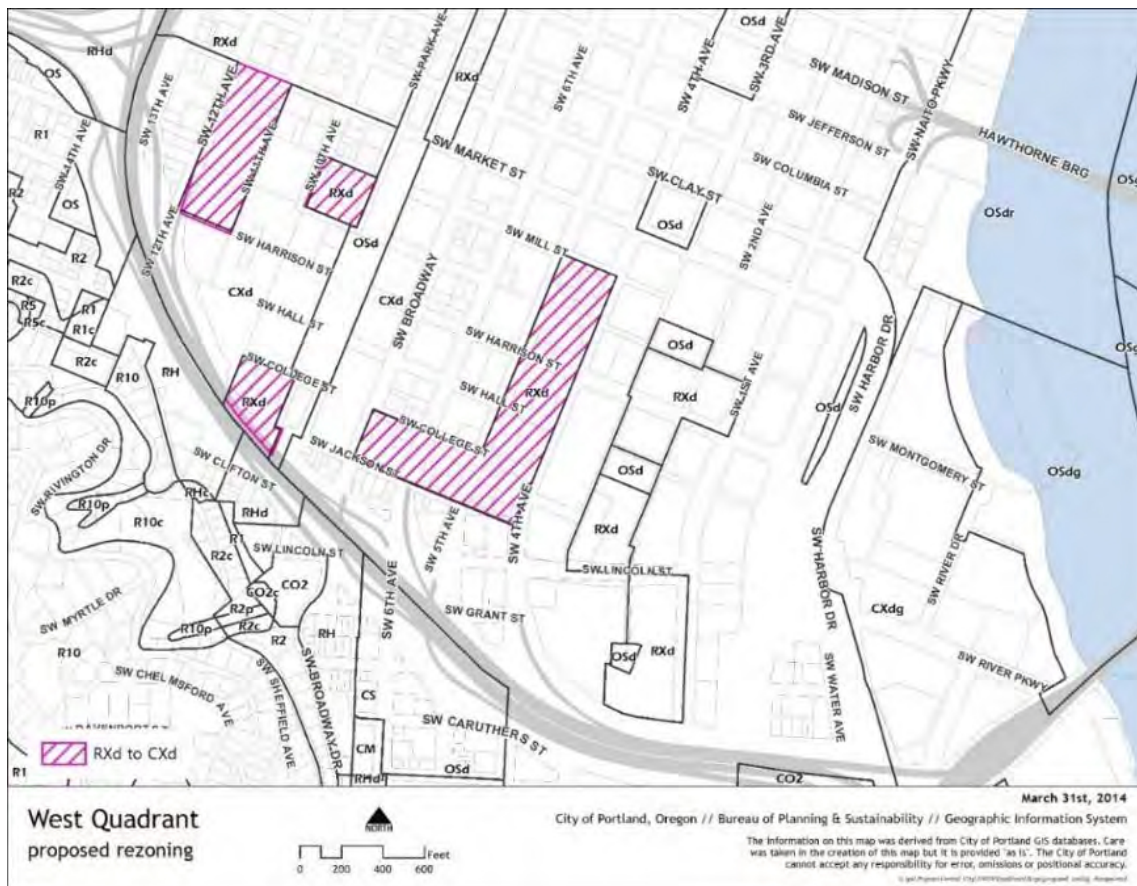 RHd
RXd
SW PARK AVE
RXd
OSd
SW 3RD AVE
SW 4TH AVE
SW 6TH AVE
SW MADISON ST
SW NAITO PKWY
OS
SW 13TH AVE
SW 12TH AVE
SW 11TH AVE
SW 10TH AVE
R1
SW 14TH AVE
SW MARKET ST
SW JEFFERSON ST
HAWTHORNE BRG
SW COLUMBIA ST
SW CLAY ST
RXd
R2
OS
OSd
OSdr
SW 12TH AVE
SW HARRISON ST
OSd
SW MILL ST
SW 2ND AVE
R2
R2c
CXd
CXd
SW BROADWAY
R5
R5c
R1
R1c
SW HALL ST
SW HARRISON ST
OSd
SW HARBOR DR
R2c
R10
RH
SW COLLEGE ST
SW HALL ST
RXd
RXd
SW 1ST AVE
OSd
R10p
RXd
SW COLLEGE ST
SW JACKSON ST
SW MONTGOMERY ST
OSdg
SW RIVINGTON DR
SW CLIFTON ST
OSd
R10p
RHc
R10c
RHd
R1
SW 5TH AVE
SW 4TH AVE
RXd
SW RIVER DR
R2c
SW LINCOLN ST
SW LINCOLN ST
SW HARBOR DR
CO2
CO2c
SW MYRTLE DR
R2p
R10p
R2c
R2
RH
SW 6TH AVE
SW GRANT ST
CXdg
R10
OSd
RXd
SW RIVER PKWY
SW CHELMSFORD AVE
SW SHEFFIELD AVE
SW BROADWAY DR
CS
SW WATER AVE
SW CARUTHERS ST
CM
RXd to CXd
R1
RHd
OSd
CO2
West Quadrant
proposed rezoning
NORTH
0 200 400 600 Feet
March 31st, 2014
City of Portland, Oregon // Bureau of Planning & Sustainability // Geographic Information System
The information on this map was derived from City of Portland GIS databases. Care
was taken in the creation of this map but it is provided "as is". The City of Portland
cannot accept any responsibility for error, omissions or positional accuracy.